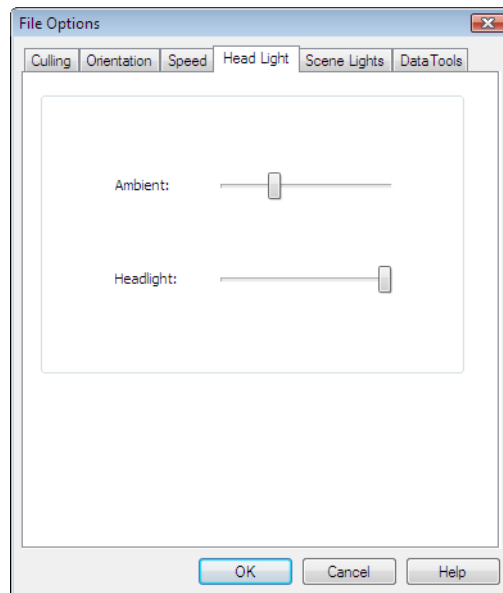 File Options
Culling Orientation Speed Head Light Scene Lights DataTools
Ambient:
Headlight:
OK Cancel Help